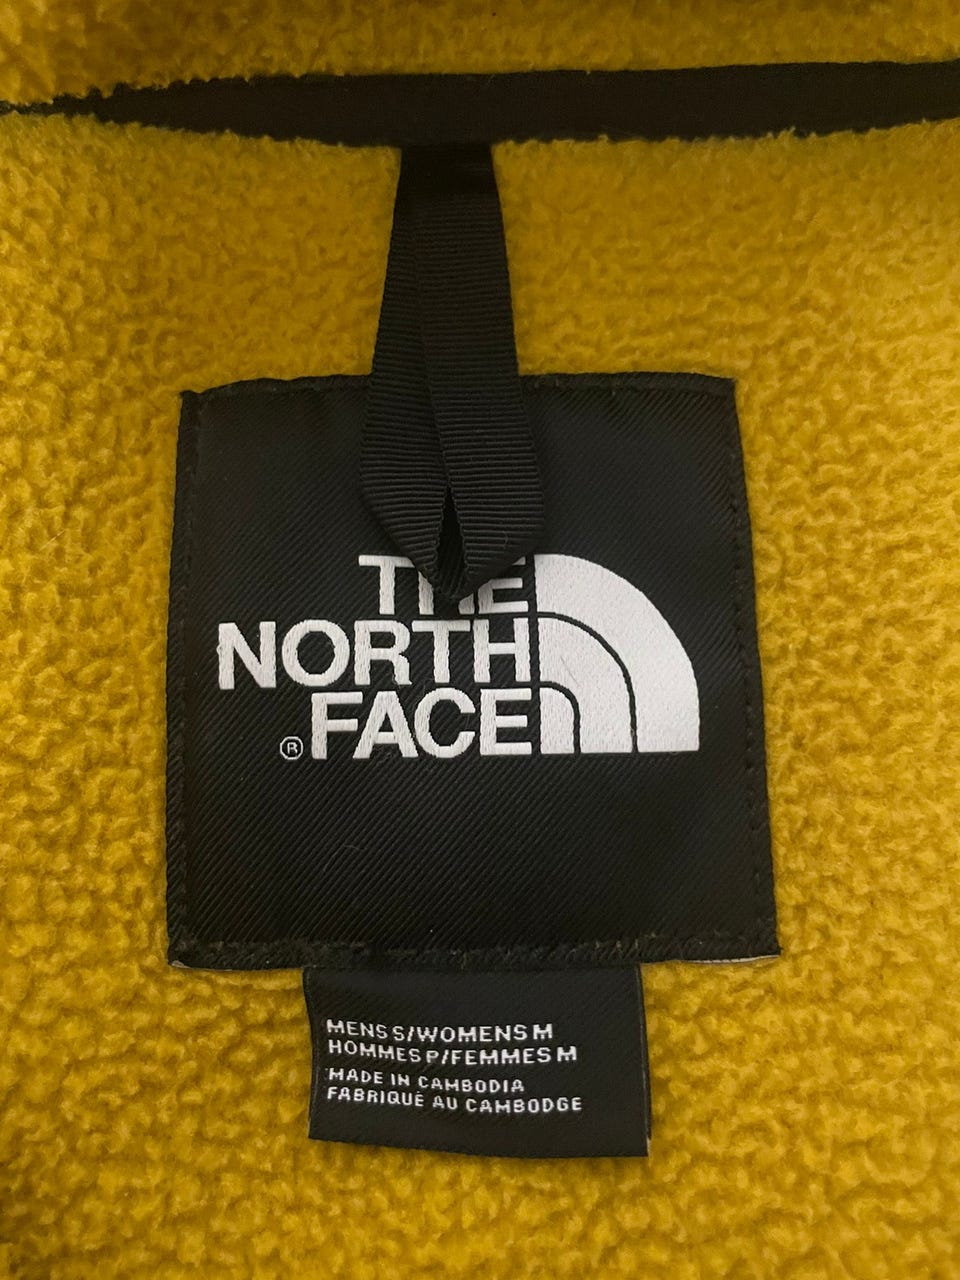 THE
NORTH
FACE
®
MENS S/WOMENS M
HOMMES P/FEMMES M
MADE IN CAMBODIA
FABRIQUÉ AU CAMBODGE